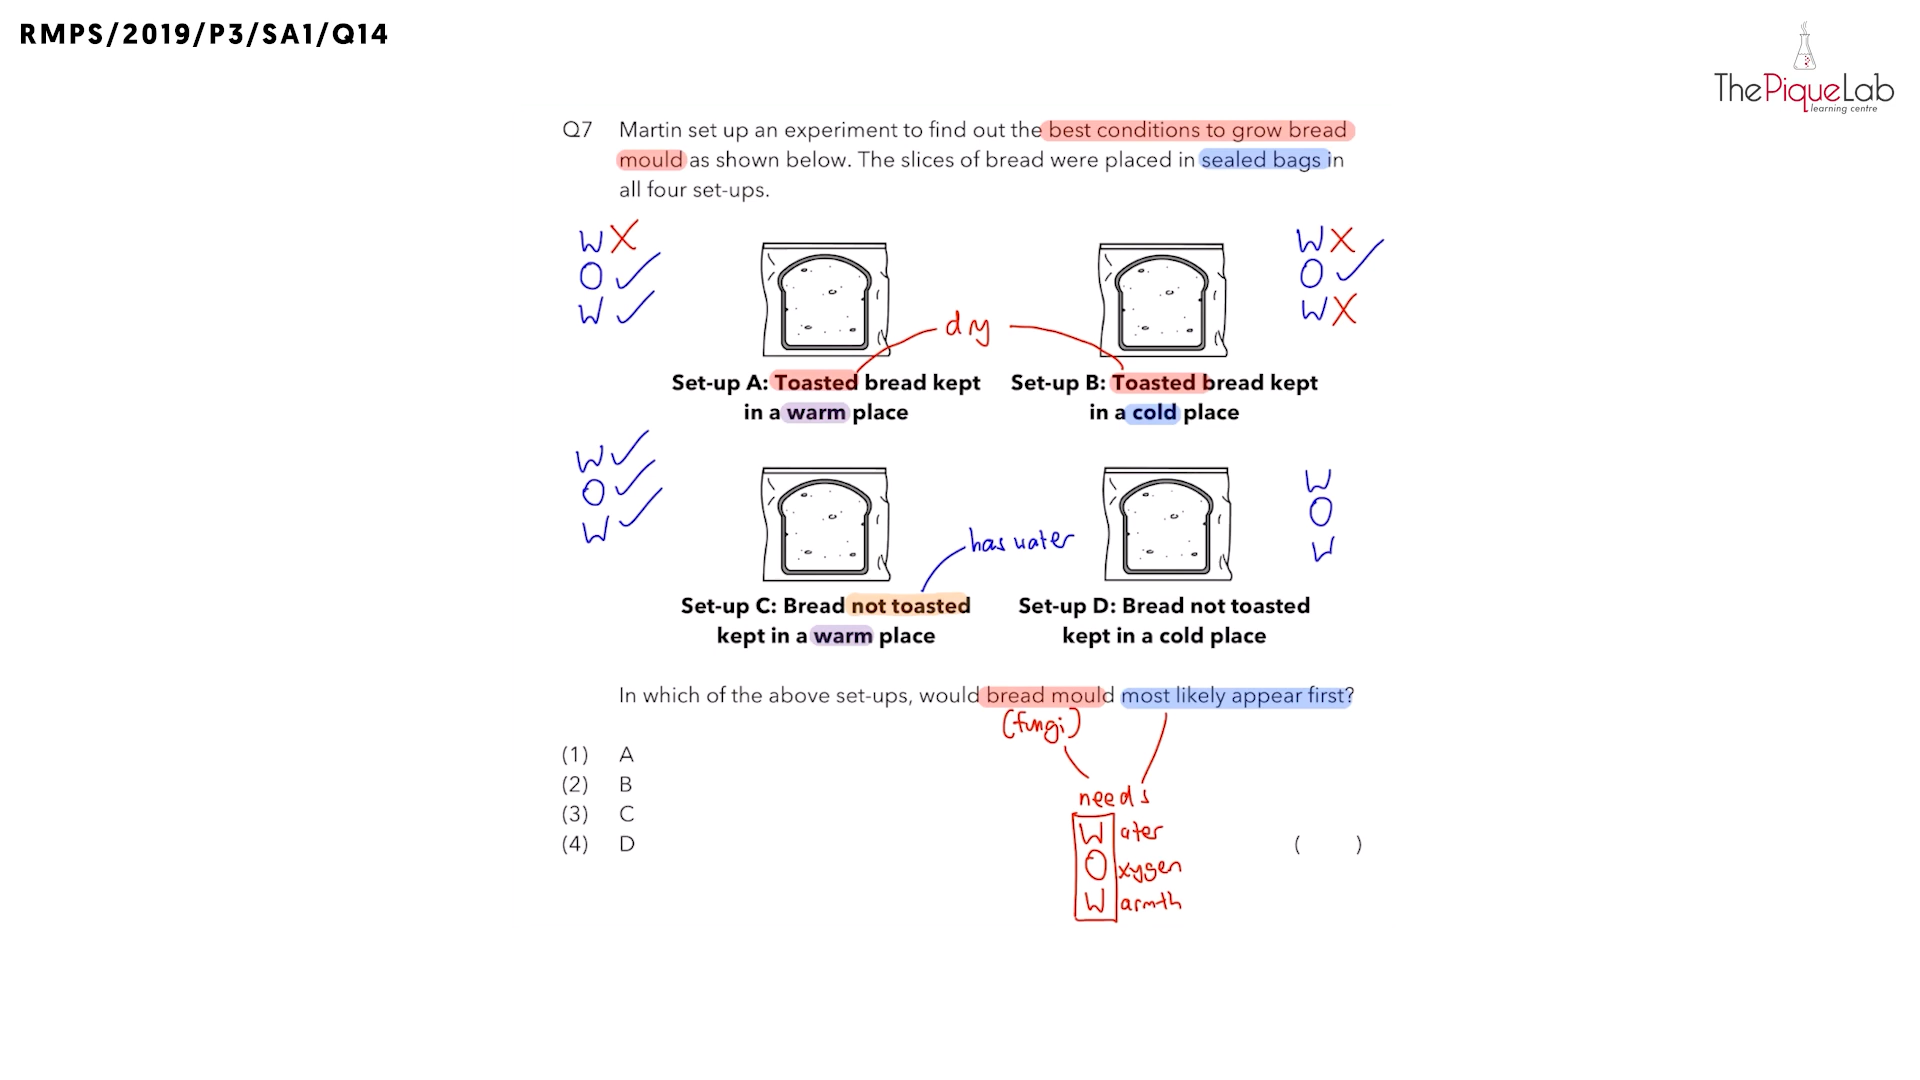 RMPS/2019/P3/SA1/Q14
ThePiqueLab
learning centre
Q7 Martin set up an experiment to find out the best conditions to grow bread
mould as shown below. The slices of bread were placed in sealed bags in
all four set-ups.
W X
O ✓
W ✓
W X
O ✓
W X
dry
Set-up A: Toasted bread kept
in a warm place
Set-up B: Toasted bread kept
in a cold place
W ✓
O ✓
W ✓
W
O
W
has water
Set-up C: Bread not toasted
kept in a warm place
Set-up D: Bread not toasted
kept in a cold place
In which of the above set-ups, would bread mould most likely appear first?
(fungi)
(1) A
(2) B
(3) C
(4) D
( )
needs
Water
Oxygen
Warmth